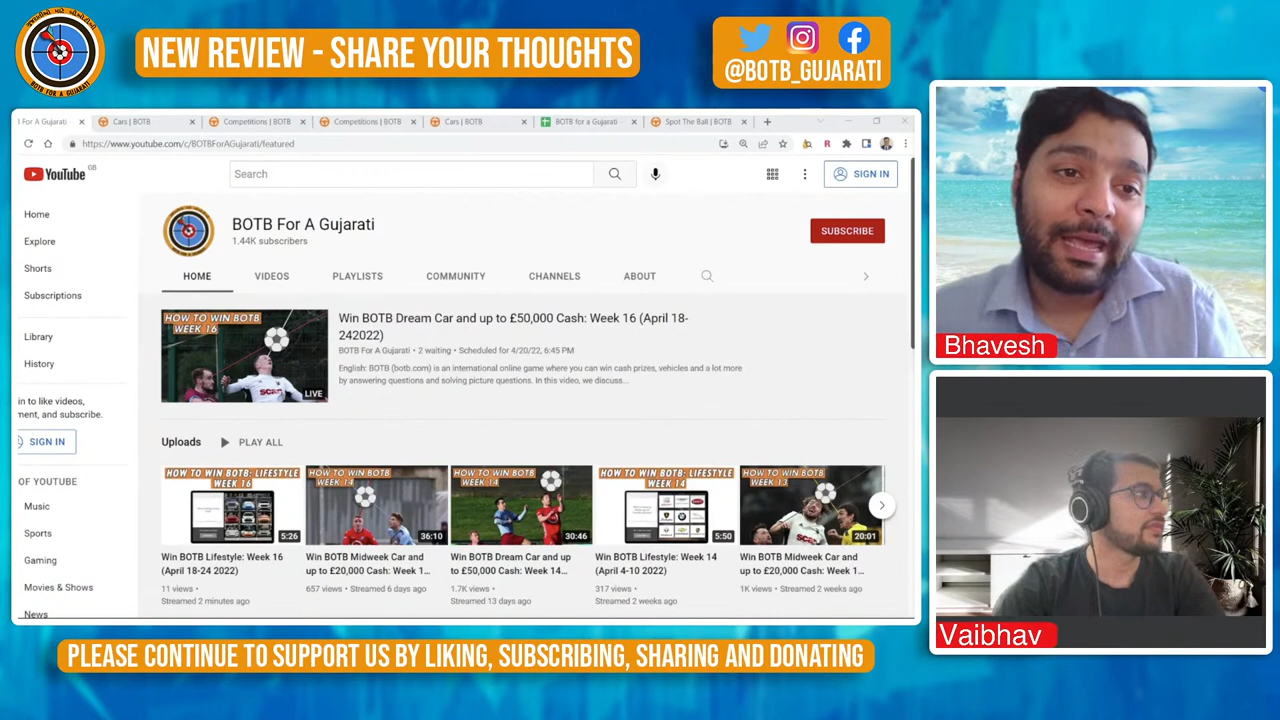 NEW REVIEW - SHARE YOUR THOUGHTS
@BOTB_GUJARATI
BOTB FOR A GUJARATI
For A Gujarati
Cars | BOTB
Competitions | BOTB
Competitions | BOTB
Cars | BOTB
BOTB for a Gujarati
Spot The Ball | BOTB
https://www.youtube.com/c/BOTBForAGujarati/featured
YouTube GB
Search
SIGN IN
Home
Explore
Shorts
Subscriptions
Library
History
in to like videos,
ment, and subscribe.
SIGN IN
OF YOUTUBE
Music
Sports
Gaming
Movies & Shows
News
BOTB For A Gujarati
1.44K subscribers
SUBSCRIBE
HOME
VIDEOS
PLAYLISTS
COMMUNITY
CHANNELS
ABOUT
HOW TO WIN BOTB
WEEK 16
LIVE
Win BOTB Dream Car and up to £50,000 Cash: Week 16 (April 18-
242022)
BOTB For A Gujarati • 2 waiting • Scheduled for 4/20/22, 6:45 PM
English: BOTB (botb.com) is an international online game where you can win cash prizes, vehicles and a lot more
by answering questions and solving picture questions. In this video, we discuss...
Uploads
PLAY ALL
HOW TO WIN BOTB: LIFESTYLE
WEEK 16
5:26
Win BOTB Lifestyle: Week 16
(April 18-24 2022)
11 views •
Streamed 2 minutes ago
HOW TO WIN BOTB
WEEK 14
36:10
Win BOTB Midweek Car and
up to £20,000 Cash: Week 1...
657 views • Streamed 6 days ago
HOW TO WIN BOTB
WEEK 14
30:46
Win BOTB Dream Car and up
to £50,000 Cash: Week 14...
1.7K views •
Streamed 13 days ago
HOW TO WIN BOTB: LIFESTYLE
WEEK 14
5:50
Win BOTB Lifestyle: Week 14
(April 4-10 2022)
317 views •
Streamed 2 weeks ago
HOW TO WIN BOTB
WEEK 13
20:01
Win BOTB Midweek Car and
up to £20,000 Cash: Week 1...
1K views • Streamed 2 weeks ago
Bhavesh
Vaibhav
PLEASE CONTINUE TO SUPPORT US BY LIKING, SUBSCRIBING, SHARING AND DONATING